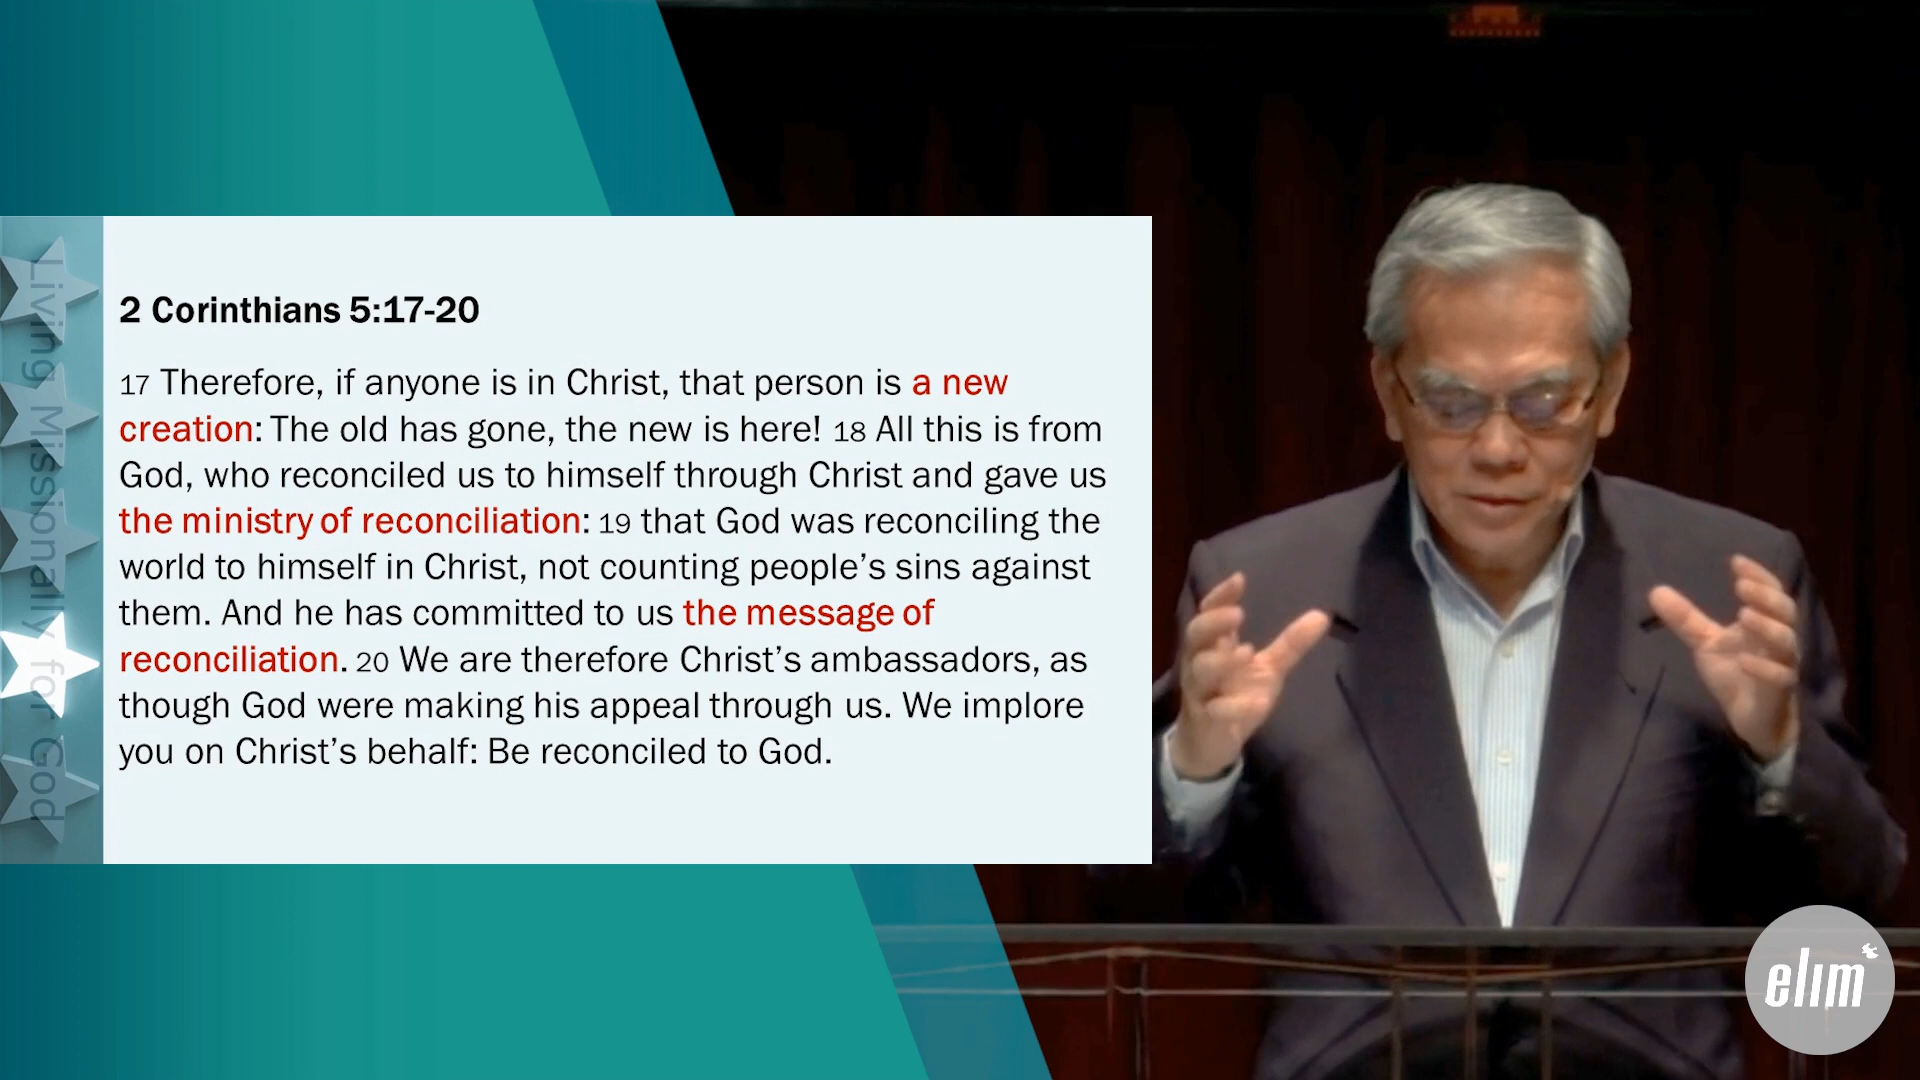 2 Corinthians 5:17-20
17 Therefore, if anyone is in Christ, that person is a new
creation: The old has gone, the new is here! 18 All this is from
God, who reconciled us to himself through Christ and gave us
the ministry of reconciliation: 19 that God was reconciling the
world to himself in Christ, not counting people’s sins against
them. And he has committed to us the message of
reconciliation. 20 We are therefore Christ’s ambassadors, as
though God were making his appeal through us. We implore
you on Christ’s behalf: Be reconciled to God.
Living Missionally for God
elim